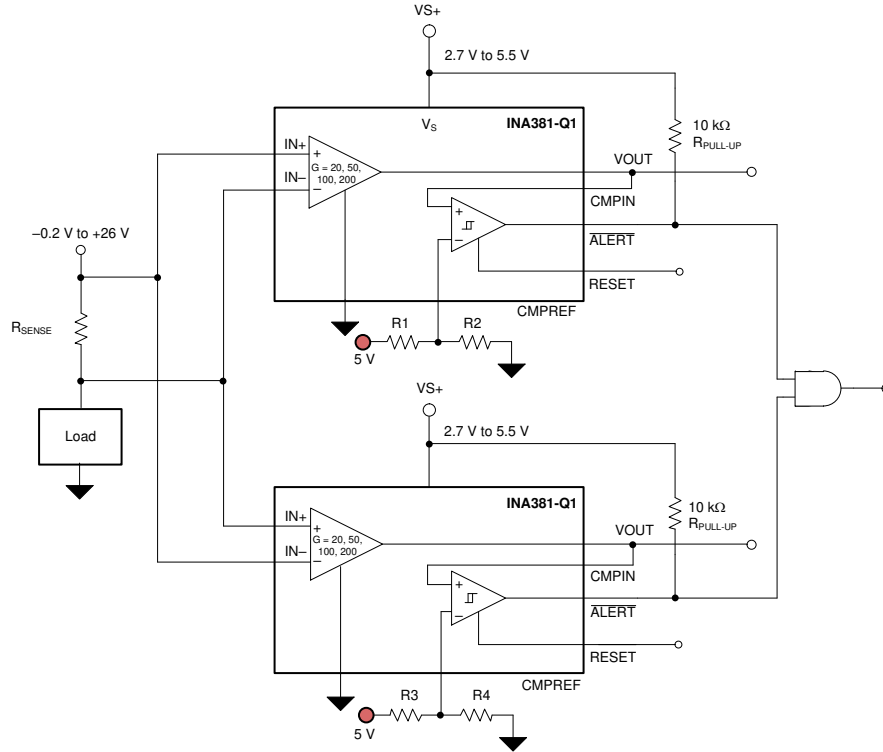 VS+
2.7 V to 5.5 V
VS
INA381-Q1
10 kΩ
RPULL-UP
IN+
+
G = 20, 50,
100, 200
IN−
−
VOUT
CMPIN
+
−
ALERT
RESET
CMPREF
−0.2 V to +26 V
RSENSE
R1
R2
5 V
Load
VS+
2.7 V to 5.5 V
INA381-Q1
10 kΩ
RPULL-UP
IN+
+
G = 20, 50,
100, 200
IN−
−
VOUT
CMPIN
+
−
ALERT
RESET
CMPREF
R3
R4
5 V